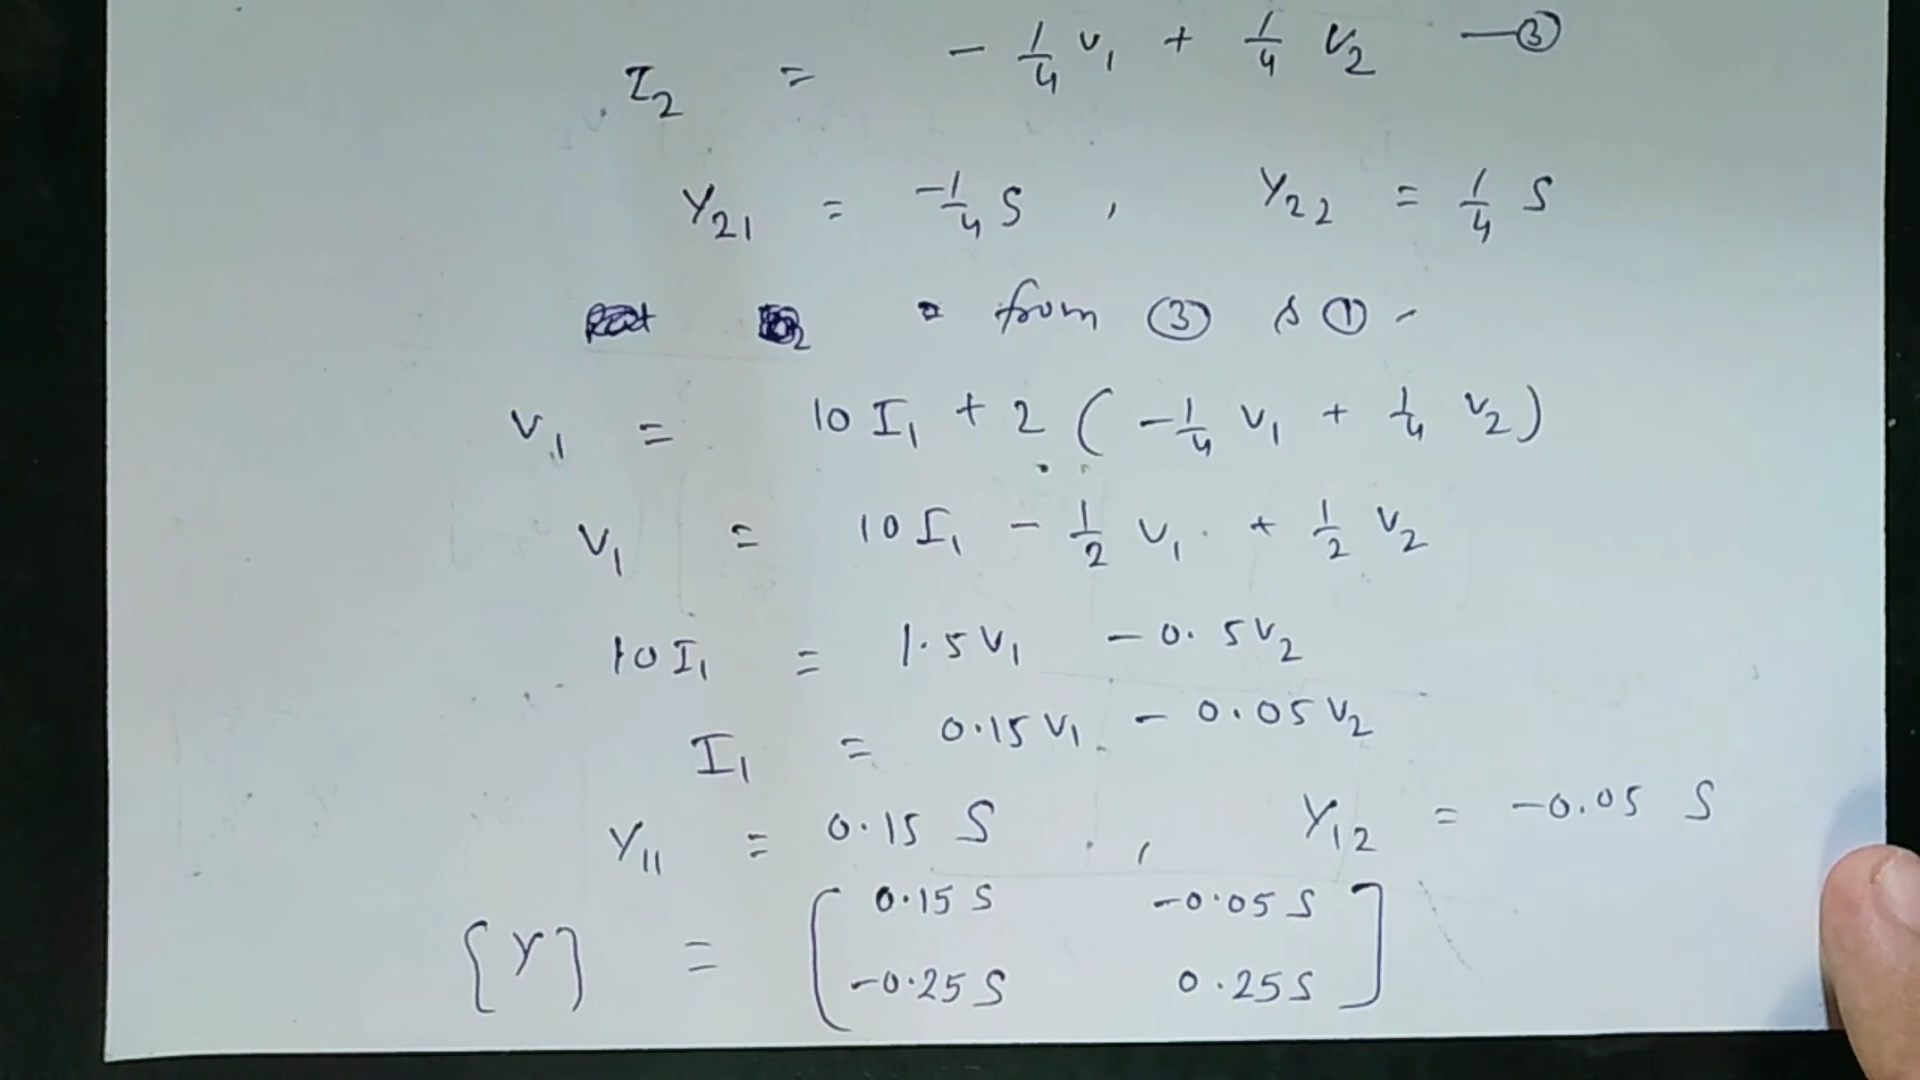 I2 = - 1/4 V1 + 1/4 V2 —③
Y21 = -1/4 S , Y22 = 1/4 S
from ③ & ① -
V1 = 10 I1 + 2 ( -1/4 V1 + 1/4 V2 )
V1 = 10 I1 - 1/2 V1 + 1/2 V2
10 I1 = 1.5 V1 - 0.5 V2
I1 = 0.15 V1 - 0.05 V2
Y11 = 0.15 S , Y12 = -0.05 S
[Y] = [ 0.15 S -0.05 S
-0.25 S 0.25 S ]